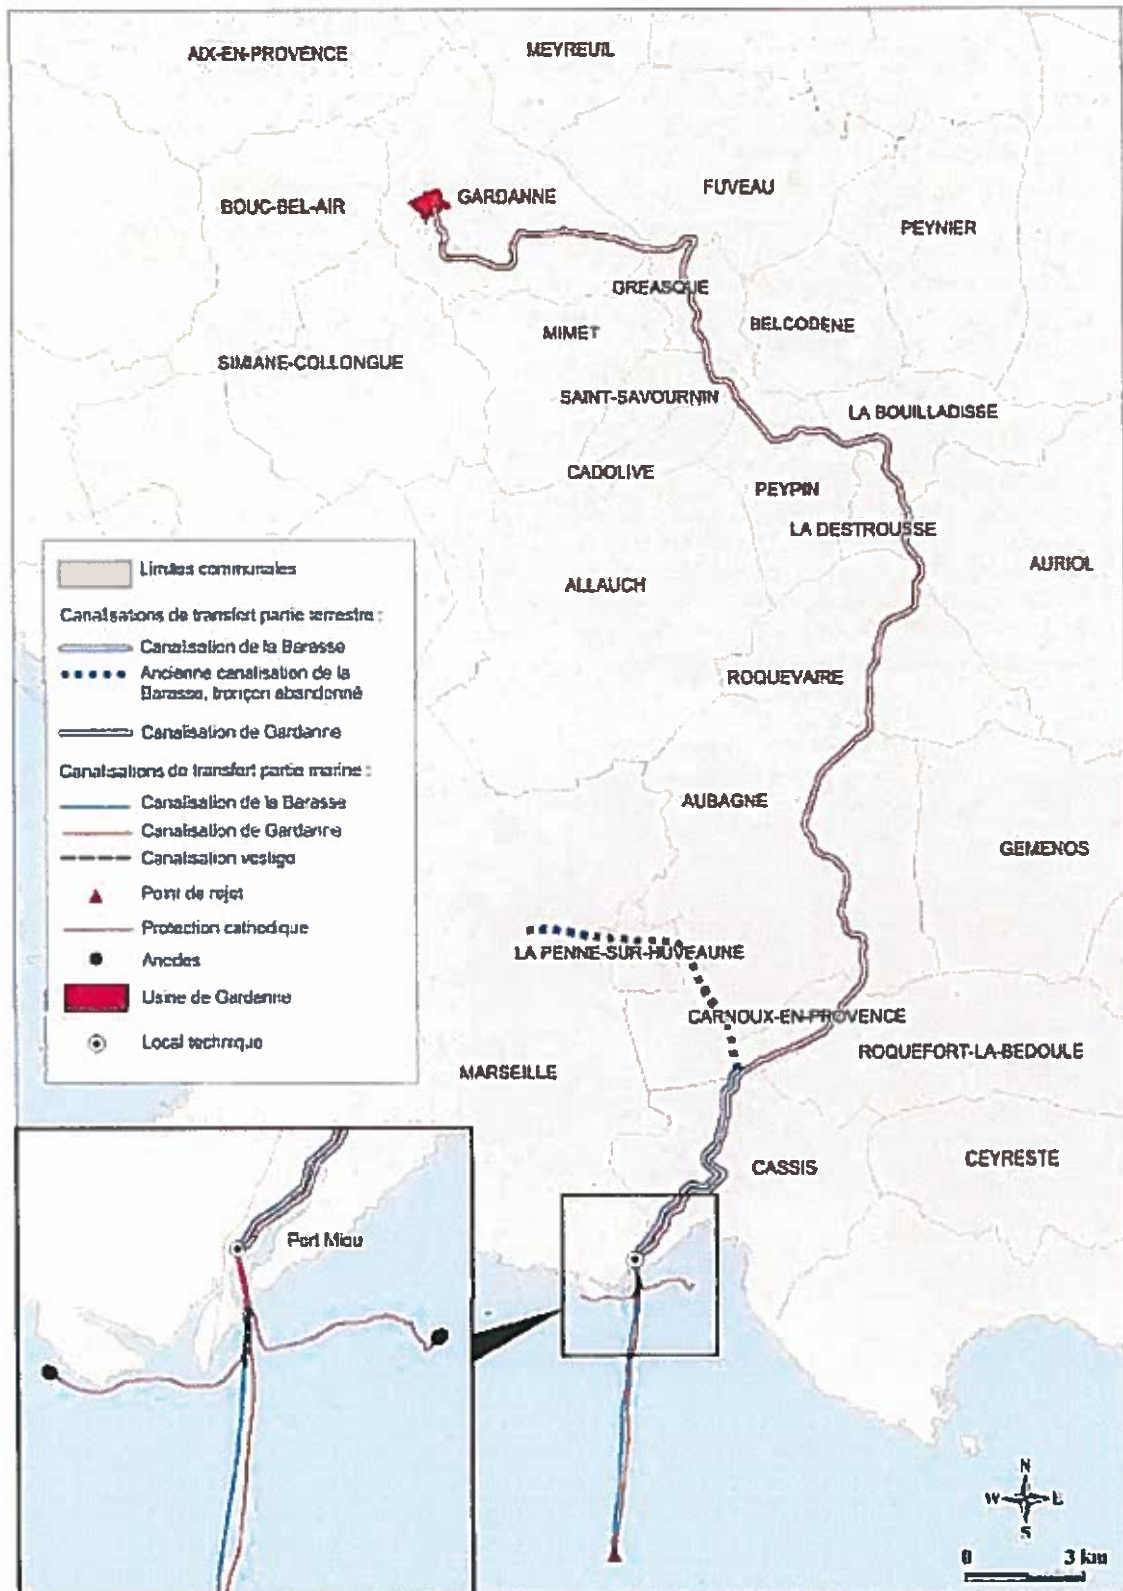 AIX-EN-PROVENCE
MEYREUIL
BOUC-BEL-AIR
GARDANNE
FUVEAU
PEYNIER
GREASQUE
MIMET
BELCODENE
SIMIANE-COLLONGUE
SAINT-SAVOURNIN
LA BOUILLADISSE
CADOLIVE
PEYPIN
LA DESTROUSSE
AURIOL
ALLAUCH
ROQUEVAIRE
AUBAGNE
GEMENOS
LA PENNE-SUR-HUVEAUNE
CARNOUX-EN-PROVENCE
ROQUEFORT-LA-BEDOULE
MARSEILLE
CASSIS
CEYRESTE
Limites communales
Canalisations de transfert partie terrestre :
Canalisation de la Barasse
Ancienne canalisation de la
Barasse, tronçon abandonné
Canalisation de Gardanne
Canalisations de transfert partie marine :
Canalisation de la Barasse
Canalisation de Gardanne
Canalisation vestige
Point de rejet
Protection cathodique
Anodes
Usine de Gardanne
Local technique
Port Miou
N
W E
S
0 3 km